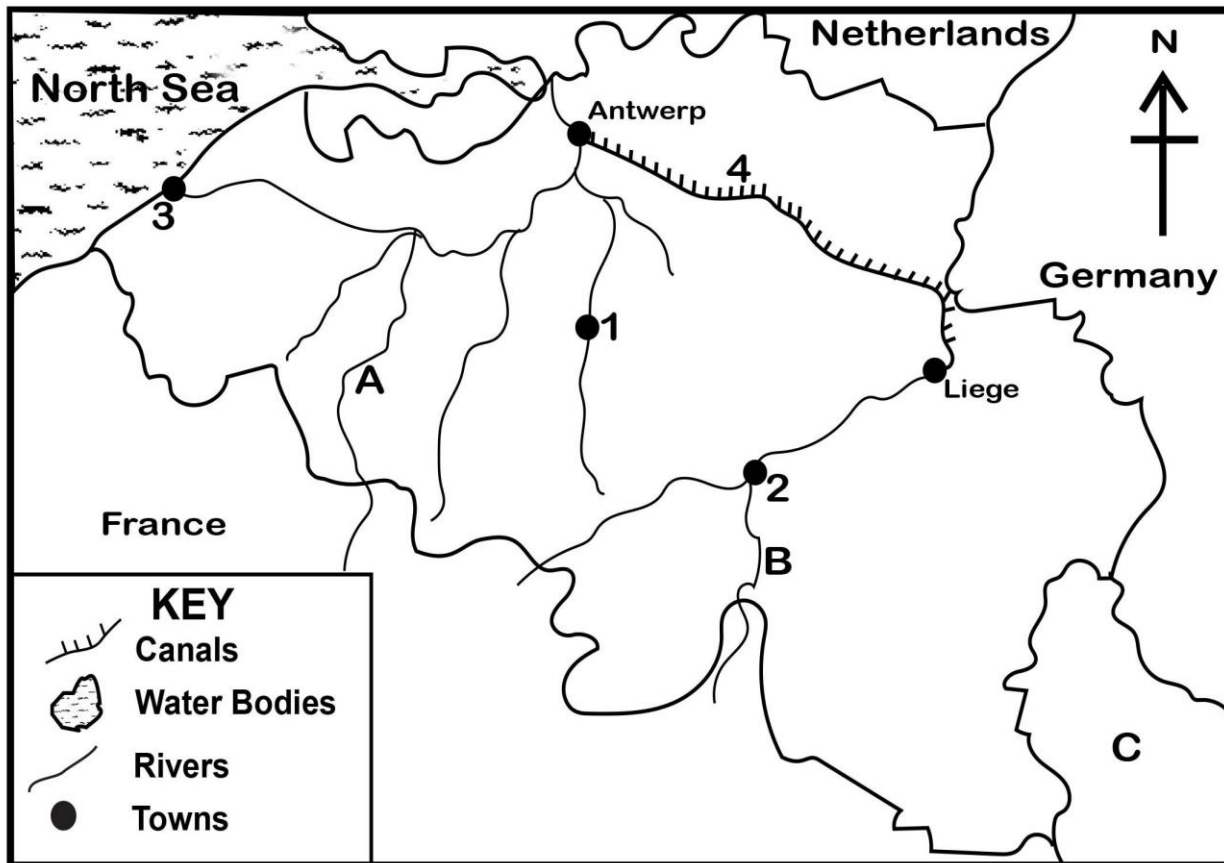 Netherlands
N
North Sea
Antwerp
4
3
Germany
1
A
Liege
2
France
B
C
KEY
Canals
Water Bodies
Rivers
Towns